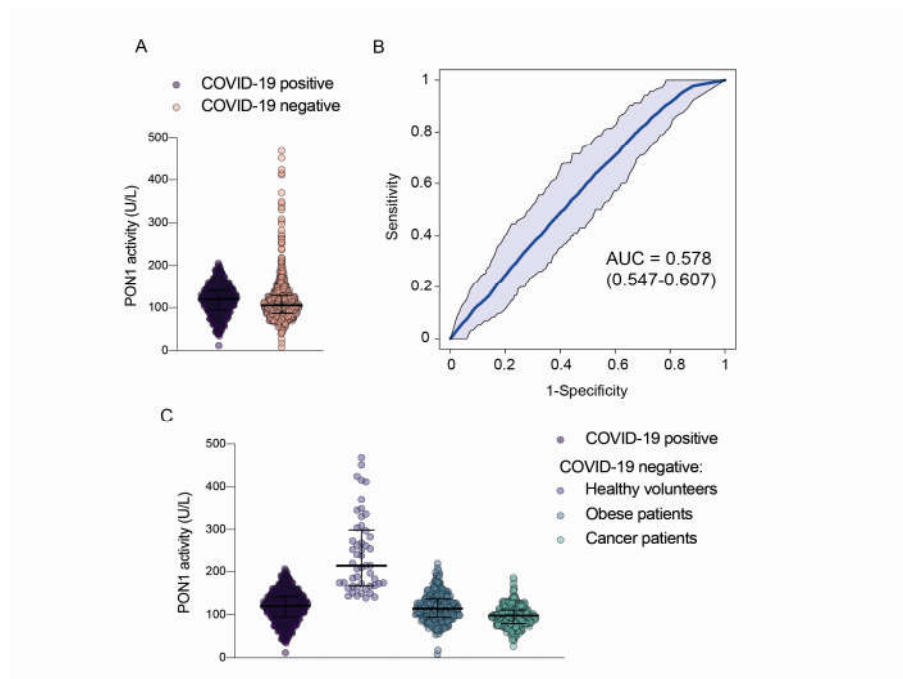 A
COVID-19 positive
COVID-19 negative
500
400
300
200
100
0
PON1 activity (U/L)
B
1
0.8
0.6
0.4
0.2
0
Sensitivity
AUC = 0.578
(0.547-0.607)
0 0.2 0.4 0.6 0.8 1
1-Specificity
C
500
400
300
200
100
0
PON1 activity (U/L)
COVID-19 positive
COVID-19 negative:
Healthy volunteers
Obese patients
Cancer patients